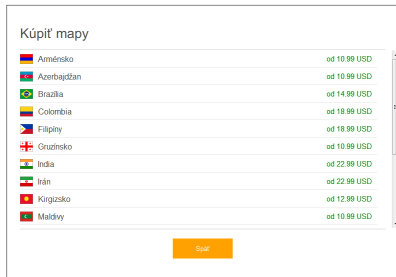 Kúpiť mapy
Arménsko od 10.99 USD
Azerbajdžan od 10.99 USD
Brazília od 14.99 USD
Colombia od 18.99 USD
Filipíny od 18.99 USD
Gruzínsko od 10.99 USD
India od 22.99 USD
Irán od 22.99 USD
Kirgizsko od 12.99 USD
Maldivy od 10.99 USD
Späť